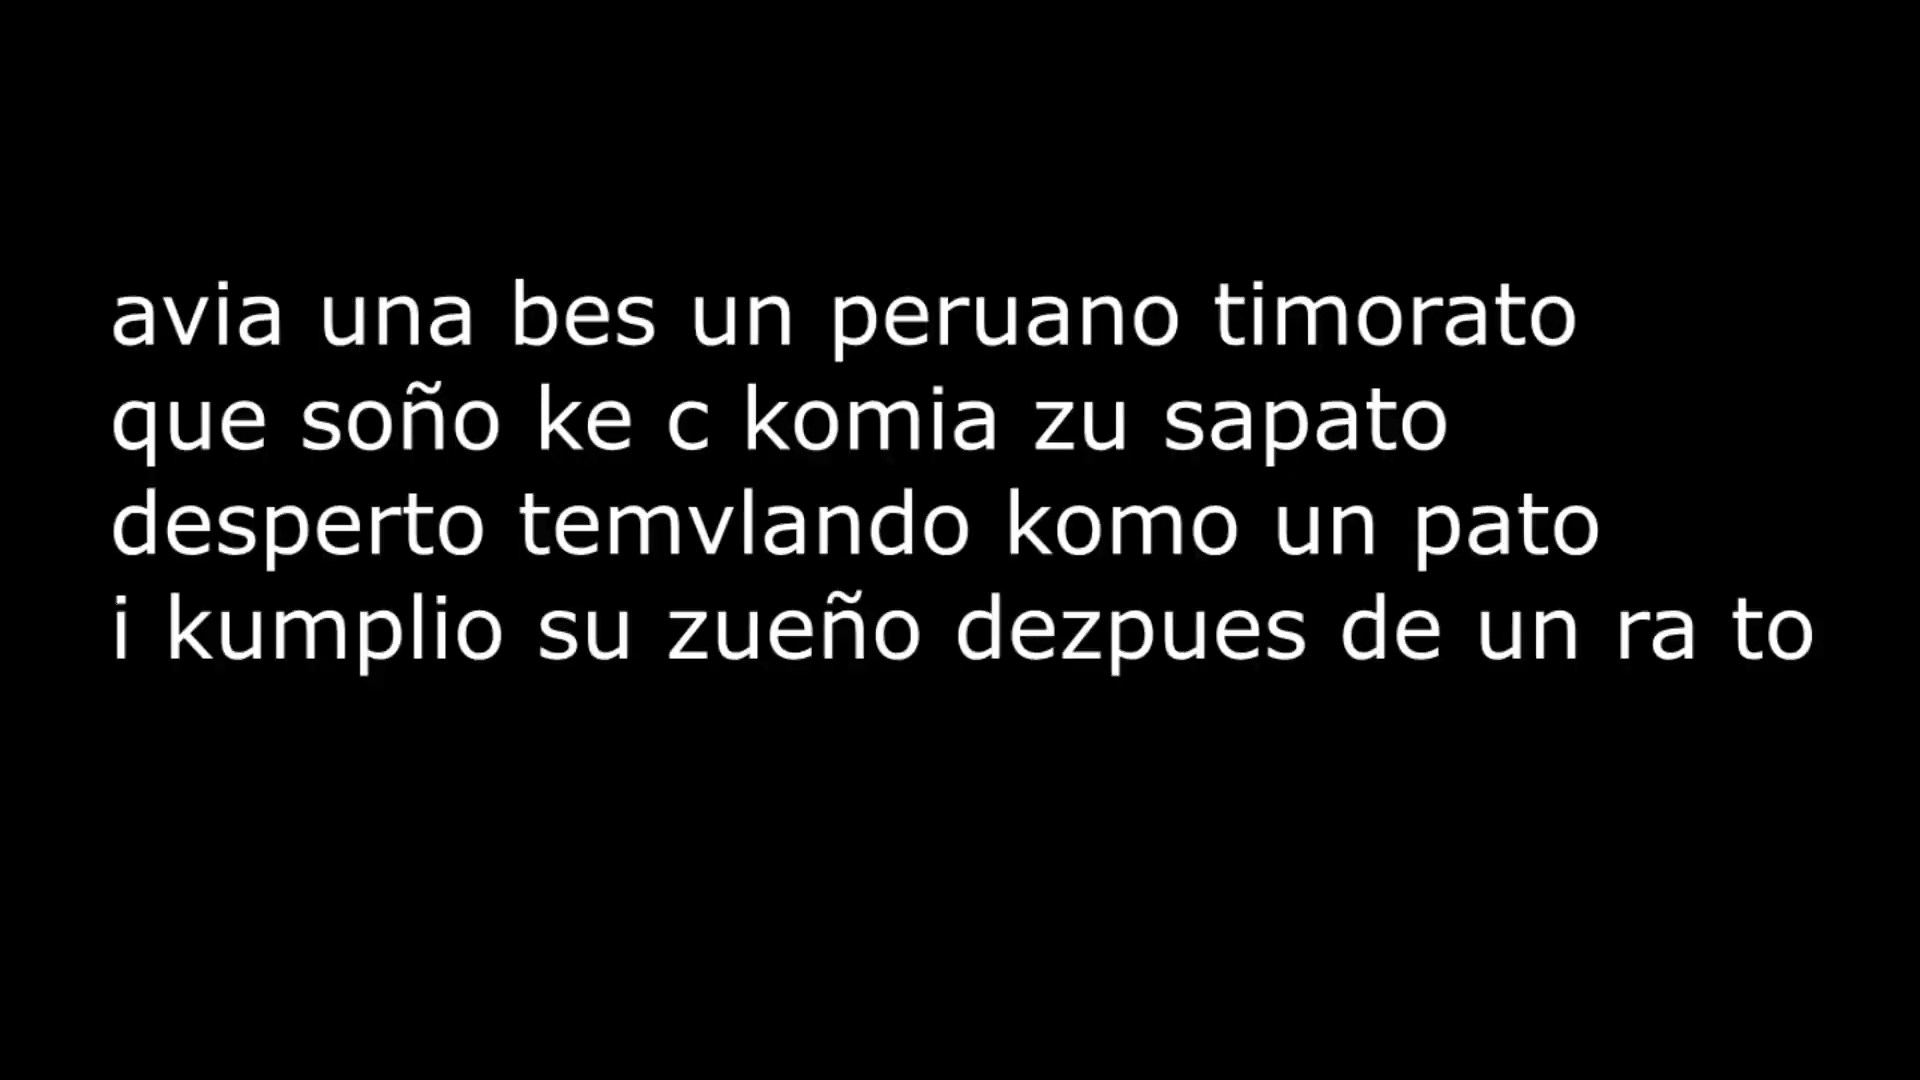 avia una bes un peruano timorato
que soño ke c komia zu sapato
desperto temvlando komo un pato
i kumplio su zueño dezpues de un ra to